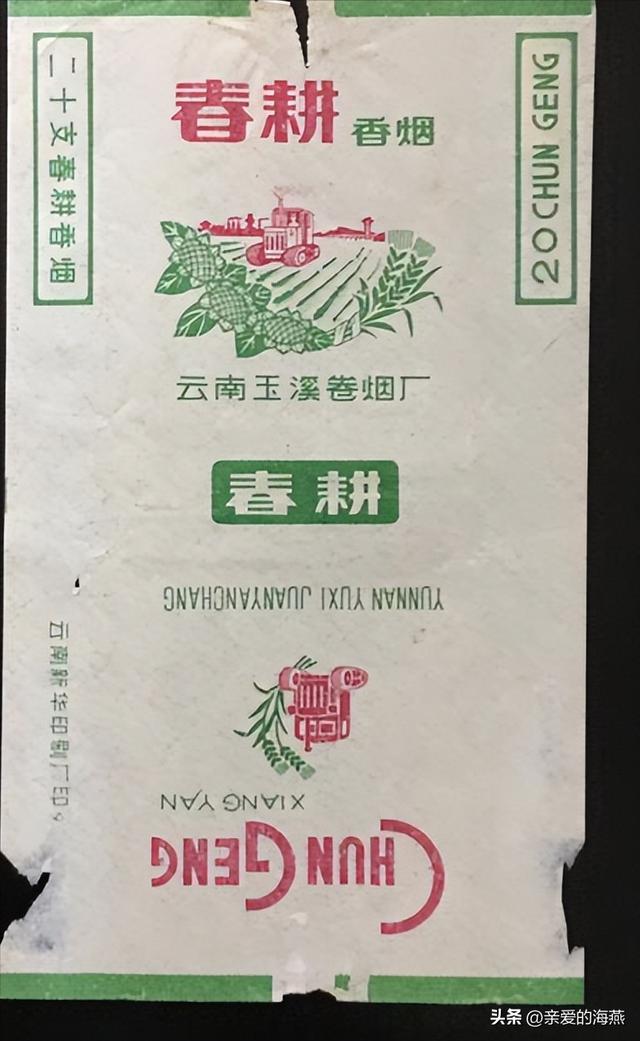 春耕 香烟
二十支春耕香烟
20 CHUN GENG
云南玉溪卷烟厂
春耕
YUNNAN YUXI JUANYANCHANG
云南新华印刷厂印
XIANG YAN
CHUN GENG
头条 @亲爱的海燕